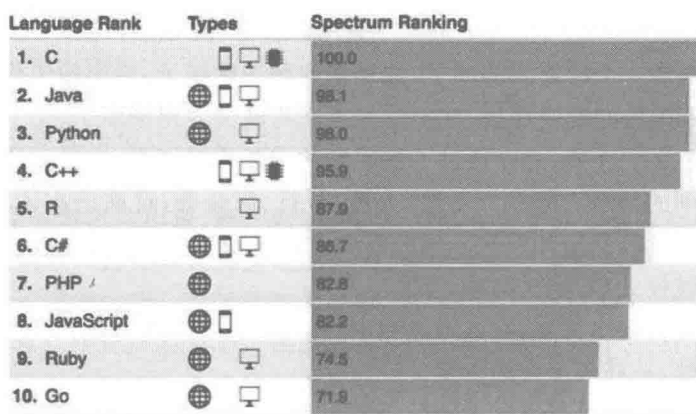 Language Rank Types Spectrum Ranking
1. C 100.0
2. Java 98.1
3. Python 98.0
4. C++ 95.9
5. R 87.9
6. C# 86.7
7. PHP 82.8
8. JavaScript 82.2
9. Ruby 74.5
10. Go 71.9